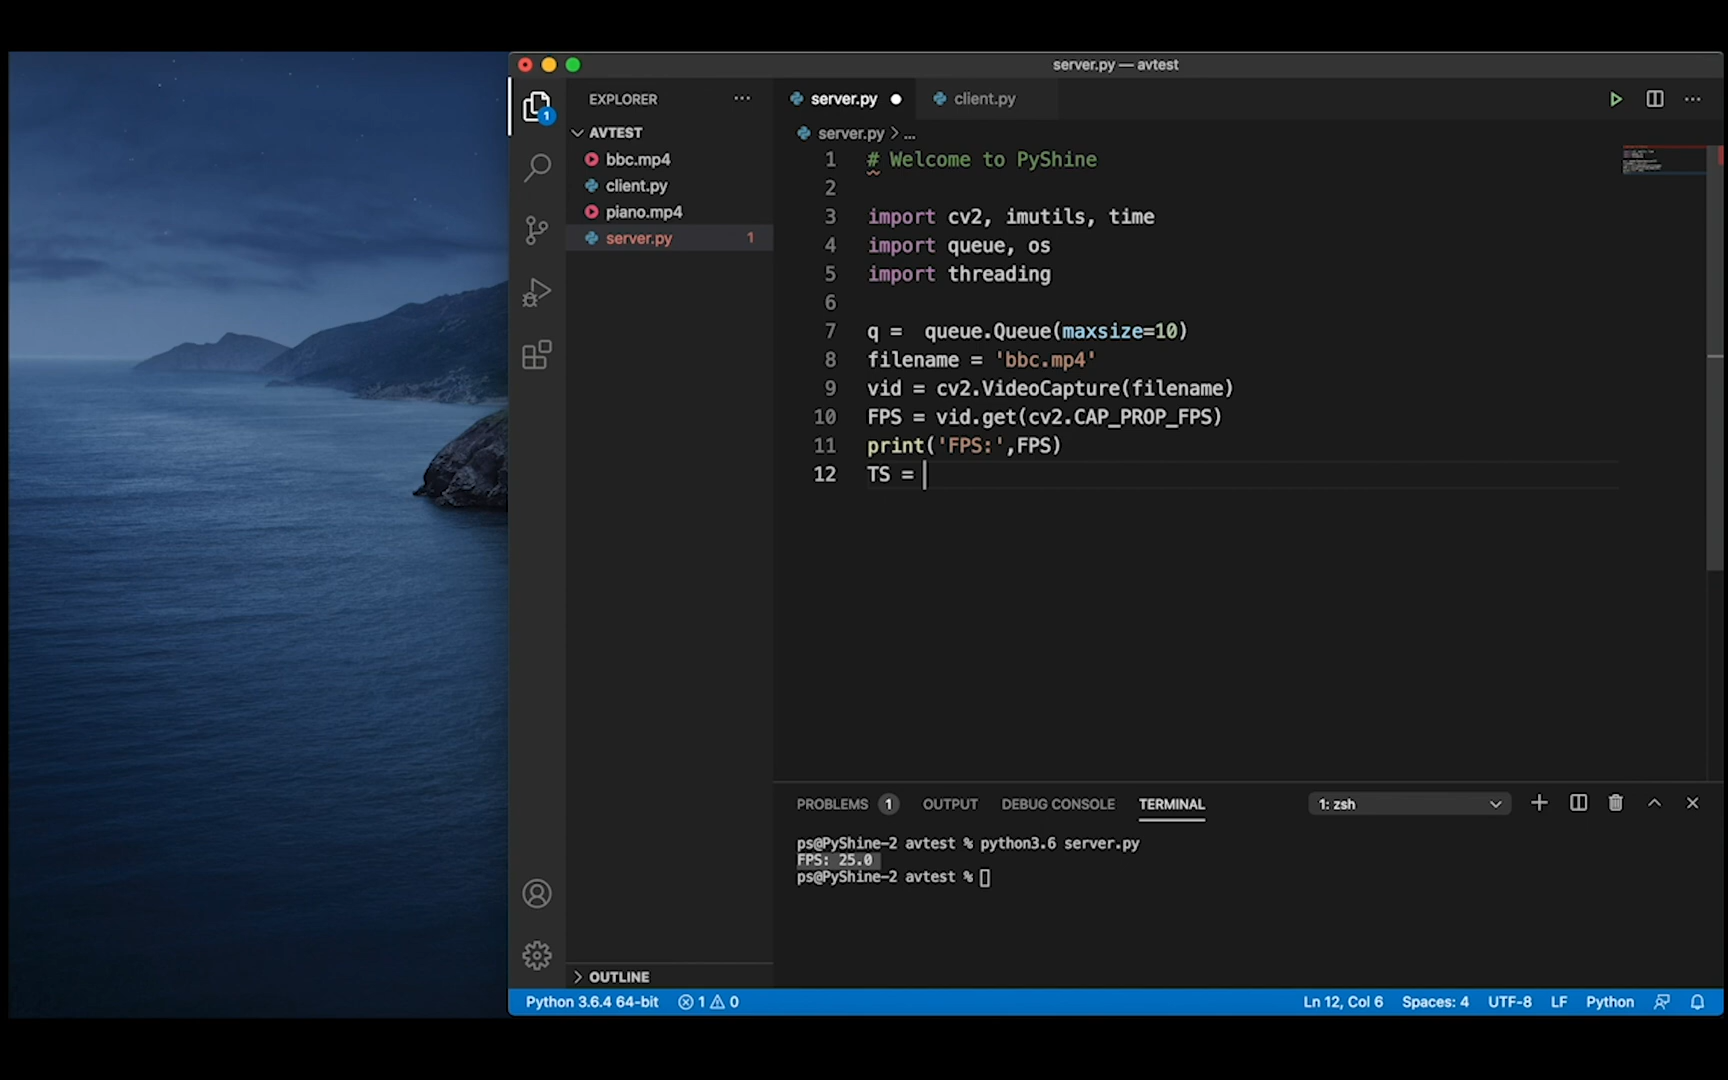 server.py — avtest
EXPLORER ···
server.py
client.py
1
AVTEST
bbc.mp4
client.py
piano.mp4
server.py 1
server.py > ...
1 # Welcome to PyShine
2
3 import cv2, imutils, time
4 import queue, os
5 import threading
6
7 q =  queue.Queue(maxsize=10)
8 filename = 'bbc.mp4'
9 vid = cv2.VideoCapture(filename)
10 FPS = vid.get(cv2.CAP_PROP_FPS)
11 print('FPS:',FPS)
12 TS =
PROBLEMS 1 OUTPUT DEBUG CONSOLE TERMINAL 1: zsh
ps@PyShine-2 avtest % python3.6 server.py
FPS: 25.0
ps@PyShine-2 avtest %
OUTLINE
Python 3.6.4 64-bit 1 0 Ln 12, Col 6 Spaces: 4 UTF-8 LF Python